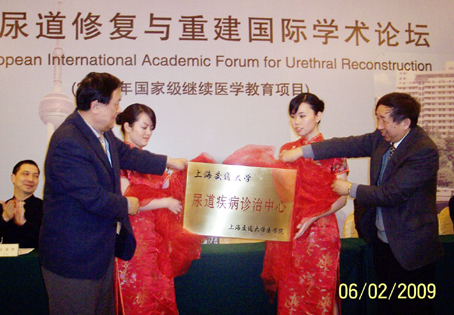 尿道修复与重建国际学术论坛
opean International Academic Forum for Urethral Reconstruction
年国家级继续医学教育项目)
上海交通大学
尿道疾病诊治中心
上海交通大学医学院
06/02/2009